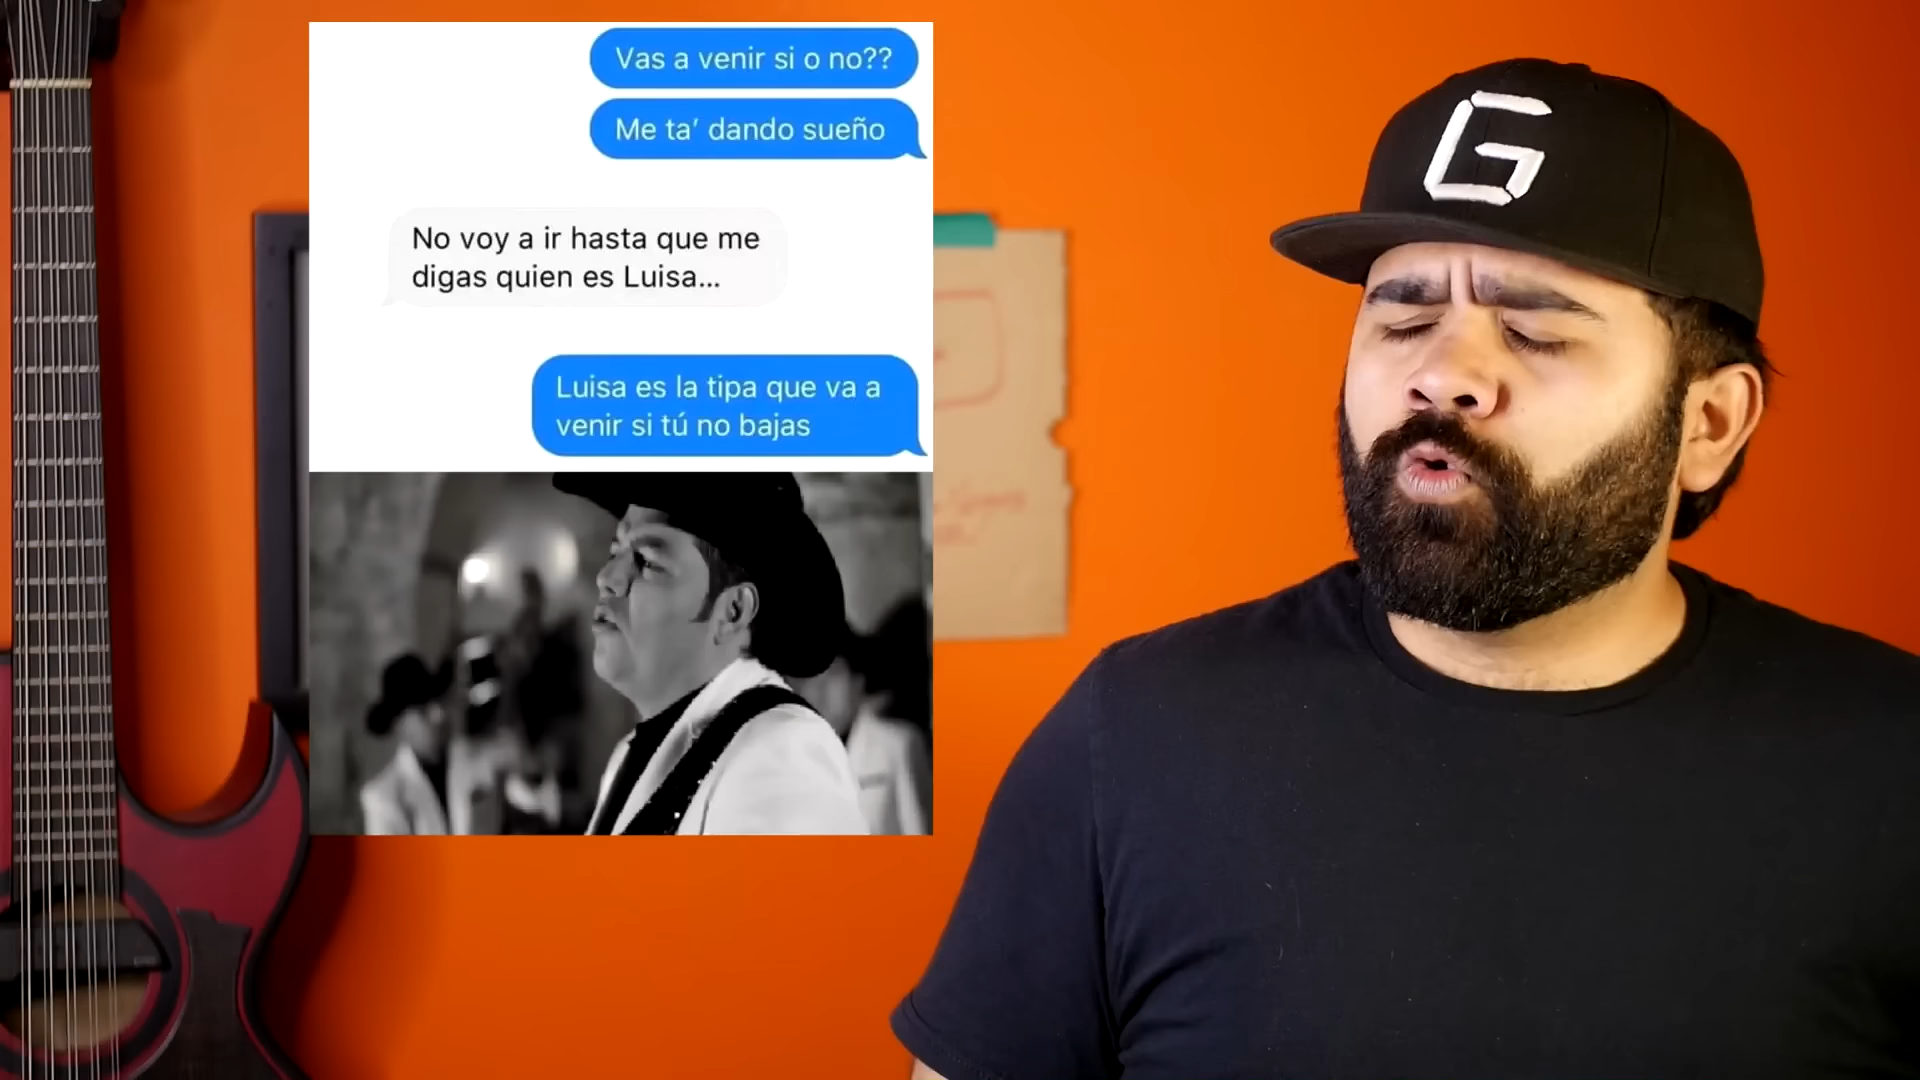 Vas a venir si o no??
Me ta' dando sueño
No voy a ir hasta que me
digas quien es Luisa...
Luisa es la tipa que va a
venir si tú no bajas
G